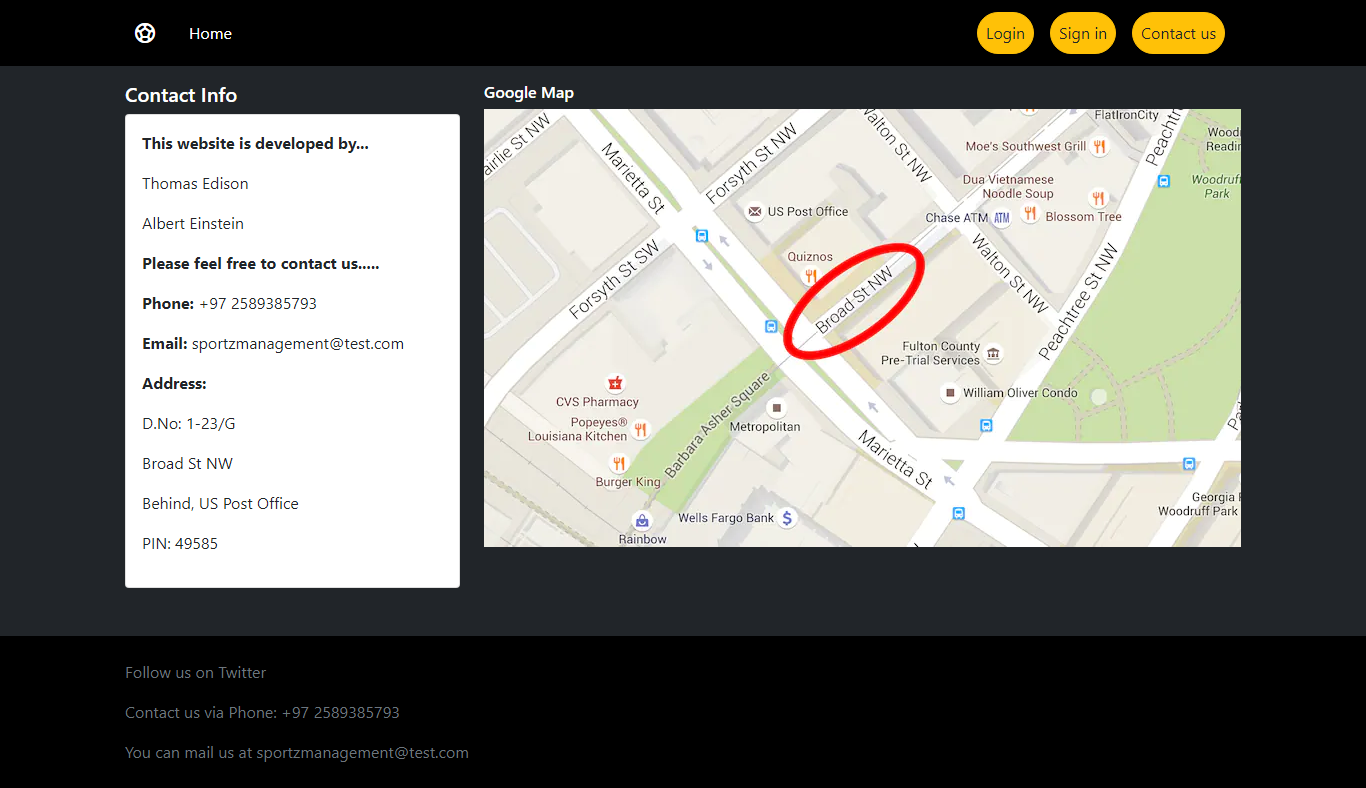 Home
Login
Sign in
Contact us
Contact Info
This website is developed by...
Thomas Edison
Albert Einstein
Please feel free to contact us.....
Phone: +97 2589385793
Email: sportzmanagement@test.com
Address:
D.No: 1-23/G
Broad St NW
Behind, US Post Office
PIN: 49585
Google Map
FlatIronCity
Marietta St
Forsyth St NW
Walton St NW
Moe's Southwest Grill
Dua Vietnamese
Noodle Soup
Woodruff
Park
US Post Office
Chase ATM
ATM
Blossom Tree
Quiznos
Forsyth St SW
Broad St NW
Walton St NW
Peachtree St NW
Fulton County
Pre-Trial Services
CVS Pharmacy
William Oliver Condo
Popeyes®
Louisiana Kitchen
Barbara Asher Square
Metropolitan
Marietta St
Burger King
Georgia
Woodruff Park
Wells Fargo Bank
Rainbow
Follow us on Twitter
Contact us via Phone: +97 2589385793
You can mail us at sportzmanagement@test.com